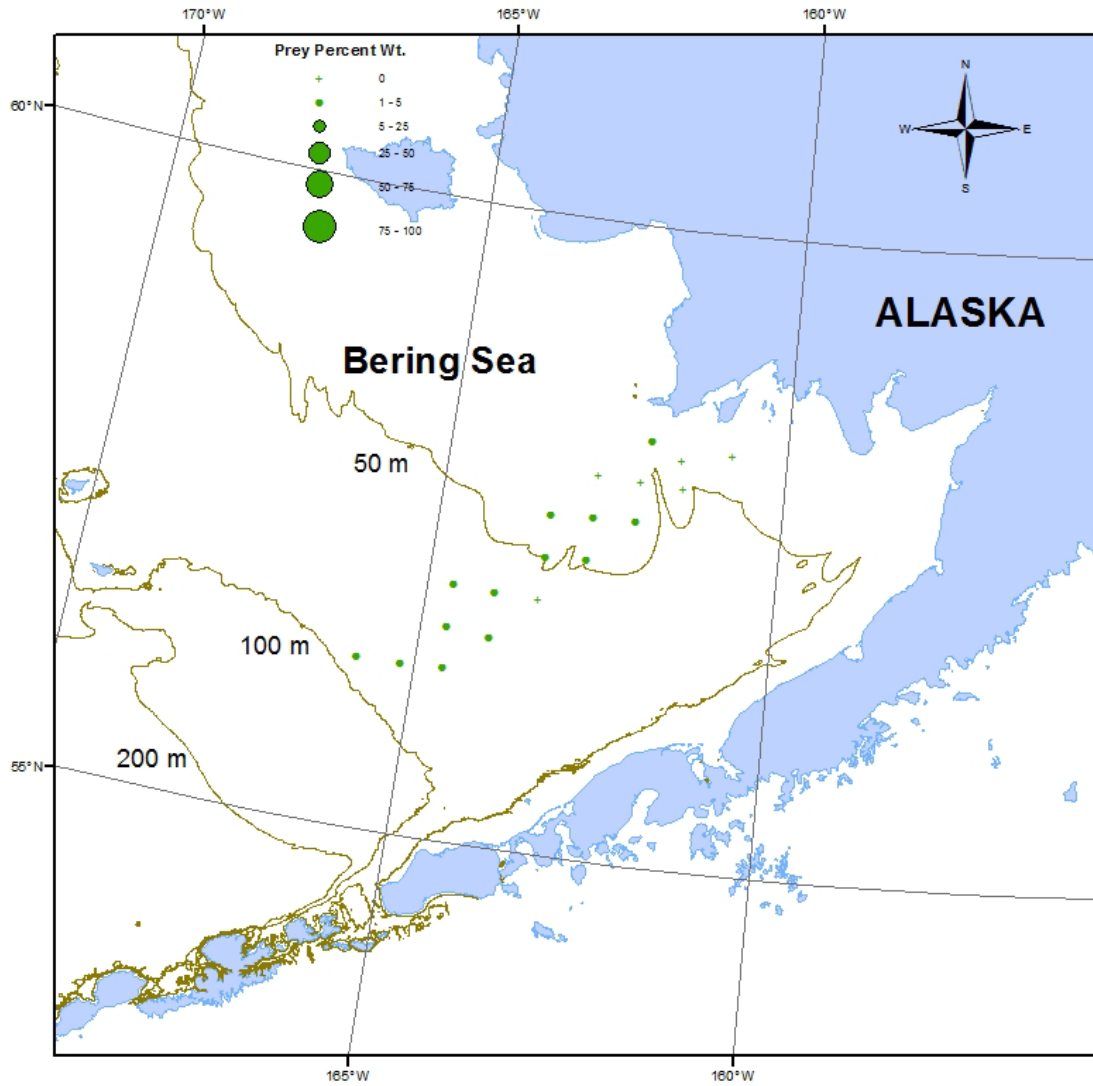 170°W 165°W 160°W
Prey Percent Wt.
0
1 - 5
5 - 25
25 - 50
50 - 75
75 - 100
N
W E
S
60°N
ALASKA
Bering Sea
50 m
100 m
200 m
55°N
165°W 160°W